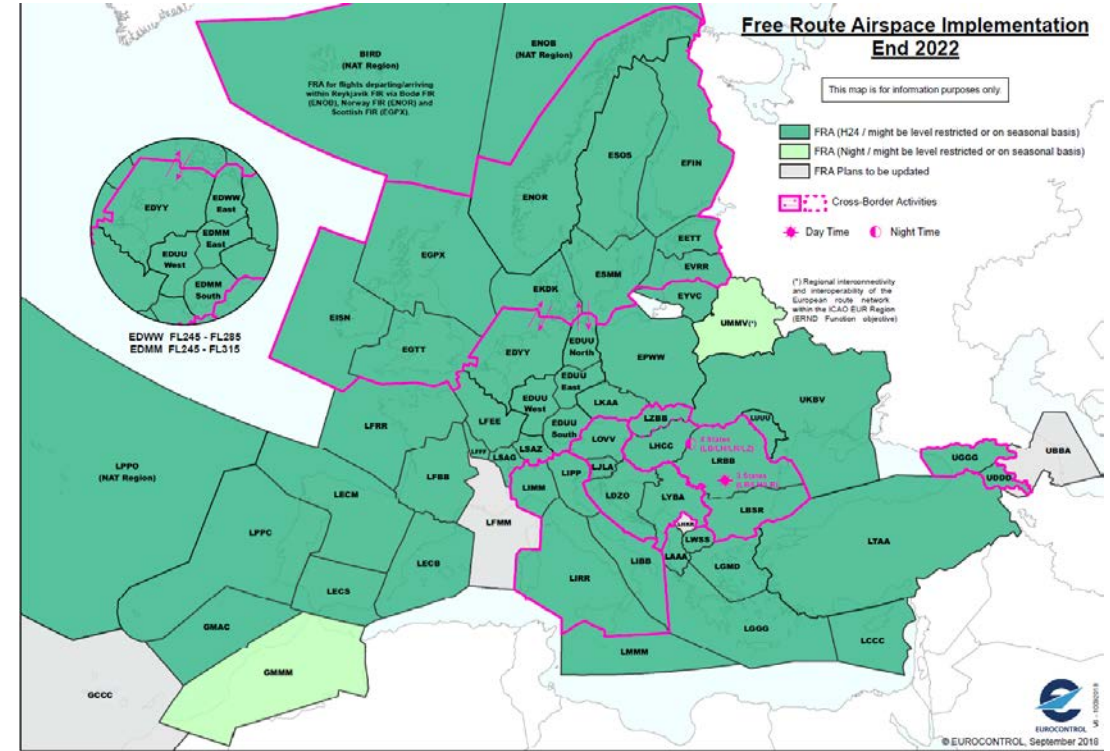 Free Route Airspace Implementation
End 2022
This map is for information purposes only.
FRA (H24 / might be level restricted or on seasonal basis)
FRA (Night / might be level restricted or on seasonal basis)
FRA Plans to be updated
Cross-Border Activities
Day Time
Night Time
(*) Regional interconnectivity
and interoperability of the
European route network
within the ICAO EUR Region
(ERND Function objective)
BIRD
(NAT Region)
FRA for flights departing/arriving
within Reykjavik FIR via Bodø FIR
(ENOB), Norway FIR (ENOR) and
Scottish FIR (EGPX).
ENOB
(NAT Region)
EDYY
EDWW
East
EDMM
East
EDUU
West
EDMM
South
EDWW FL245 - FL285
EDMM FL245 - FL315
ESOS
EFIN
ENOR
EGPX
EETT
EVRR
EKDK
ESMM
EYVC
EISN
UMMV(*)
EGTT
EDYY
EDUU
North
EPWW
EDUU
East
UKBV
EDUU
West
LKAA
LFRR
LFEE
EDUU
South
LZBB
LOVV
LHCC
LUUU
LSAZ
LSAG
LFFF
LRBB
LPPO
(NAT Region)
LFBB
LIMM
LIPP
LJLA
LECM
LDZO
LYBA
LBSR
UGGG
UBBA
UDDD
LFMM
LPPC
LWSS
LTAA
LECB
LIRR
LIBB
LAAA
LGMD
LECS
GMAC
LGGG
LCCC
LMMM
GMMM
GCCC
EUROCONTROL
© EUROCONTROL, September 2018